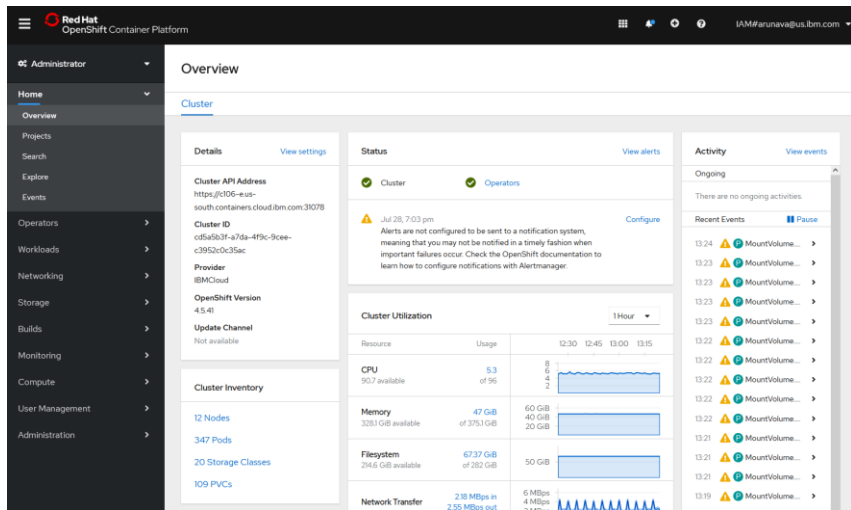 Red Hat
OpenShift Container Platform
IAM#arunava@us.ibm.com
Administrator
Home
Overview
Projects
Search
Explore
Events
Operators
Workloads
Networking
Storage
Builds
Monitoring
Compute
User Management
Administration
Overview
Cluster
Details View settings
Cluster API Address
https://c106-e.us-
south.containers.cloud.ibm.com:31078
Cluster ID
cd5a5b3f-a7da-4f9c-9cee-
c3952c0c35ac
Provider
IBMCloud
OpenShift Version
4.5.41
Update Channel
Not available
Cluster Inventory
12 Nodes
347 Pods
20 Storage Classes
109 PVCs
Status View alerts
Cluster Operators
Jul 28, 7:03 pm Configure
Alerts are not configured to be sent to a notification system,
meaning that you may not be notified in a timely fashion when
important failures occur. Check the OpenShift documentation to
learn how to configure notifications with Alertmanager.
Cluster Utilization 1 Hour
Resource Usage 12:30 12:45 13:00 13:15
CPU 5.3
90.7 available of 96
8
6
4
2
Memory 47 GiB
328.1 GiB available of 375.1 GiB
60 GiB
40 GiB
20 GiB
Filesystem 67.37 GiB
214.6 GiB available of 282 GiB
50 GiB
Network Transfer 2.18 MBps in
2.55 MBps out
6 MBps
4 MBps
Activity View events
Ongoing
There are no ongoing activities.
Recent Events Pause
13:24 P MountVolume...
13:23 P MountVolume...
13:23 P MountVolume...
13:23 P MountVolume...
13:23 P MountVolume...
13:22 P MountVolume...
13:22 P MountVolume...
13:22 P MountVolume...
13:22 P MountVolume...
13:22 P MountVolume...
13:21 P MountVolume...
13:21 P MountVolume...
13:21 P MountVolume...
13:19 P MountVolume...